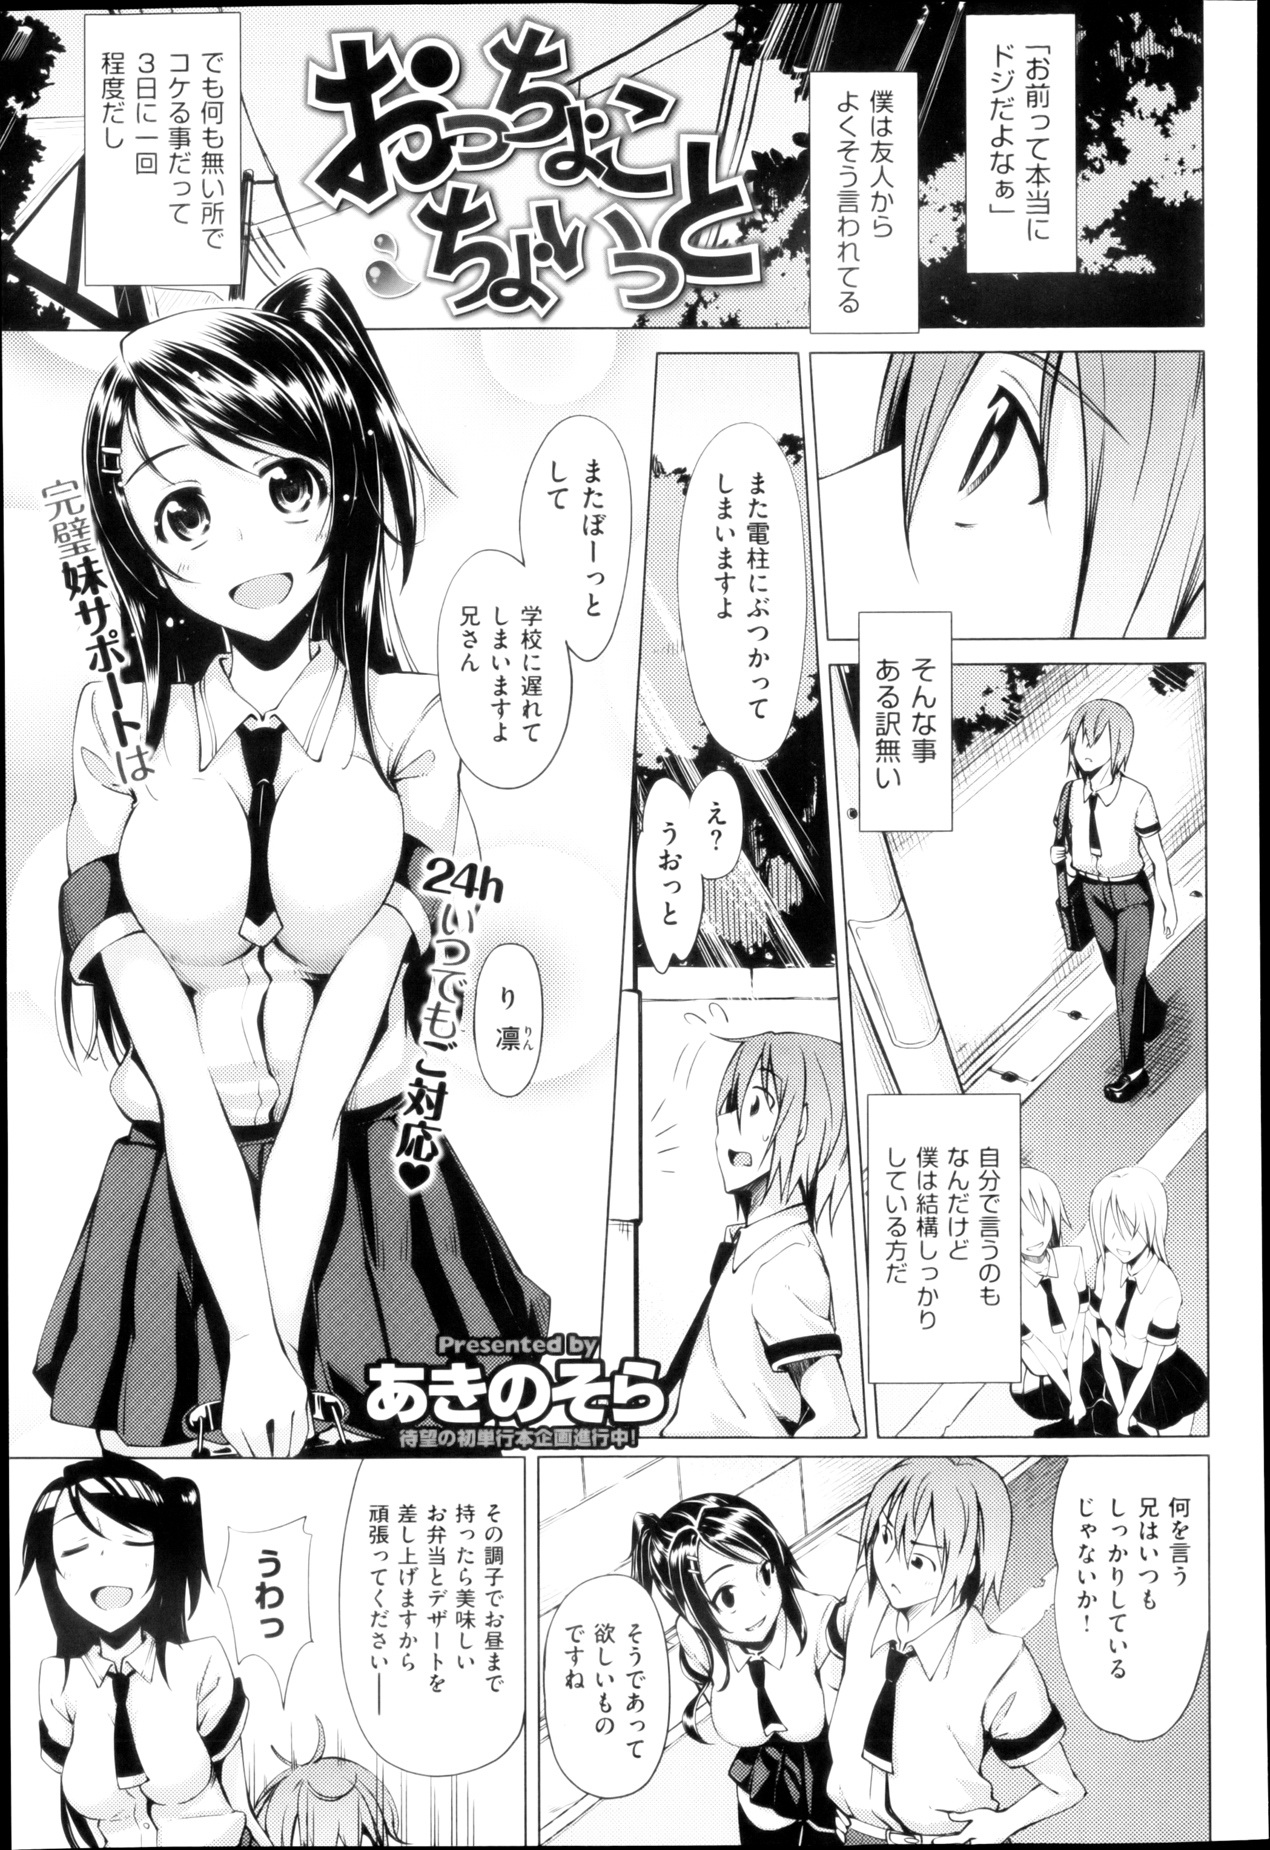 「お前って本当に
ドジだよなぁ」
僕は友人から
よくそう言われてる
おっちょこ
ちょいっと
でも何も無い所で
コケる事だって
3日に一回
程度だし
そんな事
ある訳無い
自分で言うのも
なんだけど
僕は結構しっかり
している方だ
また電柱にぶつかって
しまいますよ
え?
うおっと
またぼーっと
して
学校に遅れて
しまいますよ
兄さん
り 凛
りん
完璧妹サポートは
24hいつでもご対応♥
Presented by
あきのそら
待望の初単行本企画進行中!
何を言う
兄はいつも
しっかりしている
じゃないか!
そうであって
欲しいもの
ですね
その調子でお昼まで
持ったら美味しい
お弁当とデザートを
差し上げますから
頑張ってください――
うわっ